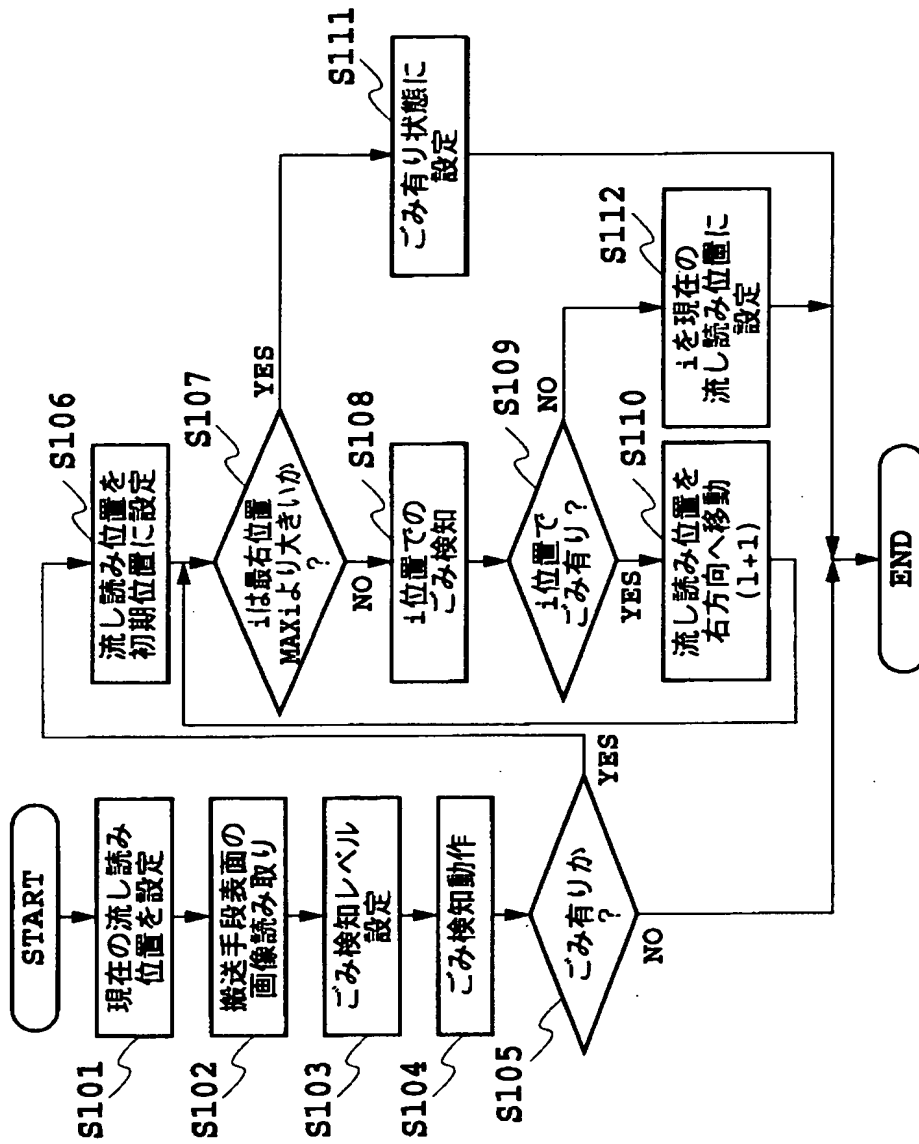 START
S101
現在の流し読み
位置を設定
S102
搬送手段表面の
画像読み取り
S103
ごみ検知レベル
設定
S104
ごみ検知動作
S105
ごみ有りか
?
YES
NO
S106
流し読み位置を
初期位置に設定
S107
iは最右位置
MAXiより大きいか
?
YES
NO
S108
i位置での
ごみ検知
S109
i位置で
ごみ有り?
NO
YES
S110
流し読み位置を
右方向へ移動
(1+1)
S111
ごみ有り状態に
設定
S112
iを現在の
流し読み位置に
設定
END